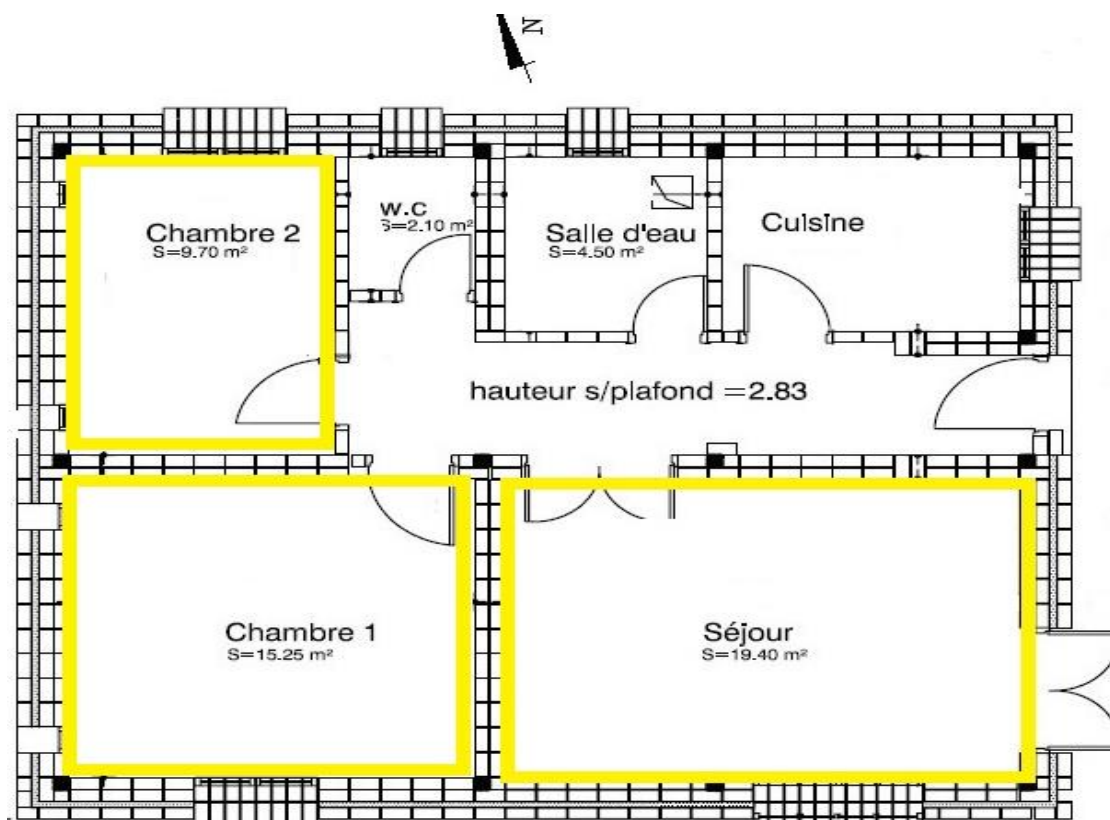 N
Chambre 2
S=9.70 m²
W.C
S=2.10 m²
Salle d'eau
S=4.50 m²
Cuisine
hauteur s/plafond =2.83
Chambre 1
S=15.25 m²
Séjour
S=19.40 m²